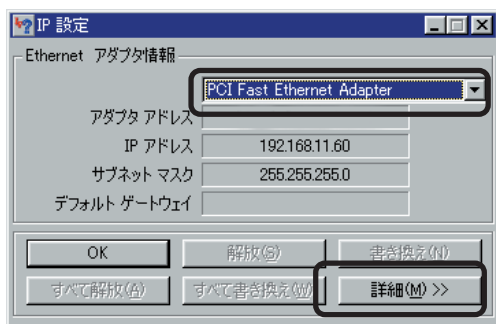 IP 設定
Ethernet アダプタ情報
PCI Fast Ethernet Adapter
アダプタ アドレス
IP アドレス 192.168.11.60
サブネット マスク 255.255.255.0
デフォルト ゲートウェイ
OK 解放(S) 書き換え(N)
すべて解放(A) すべて書き換え(W) 詳細(M) >>